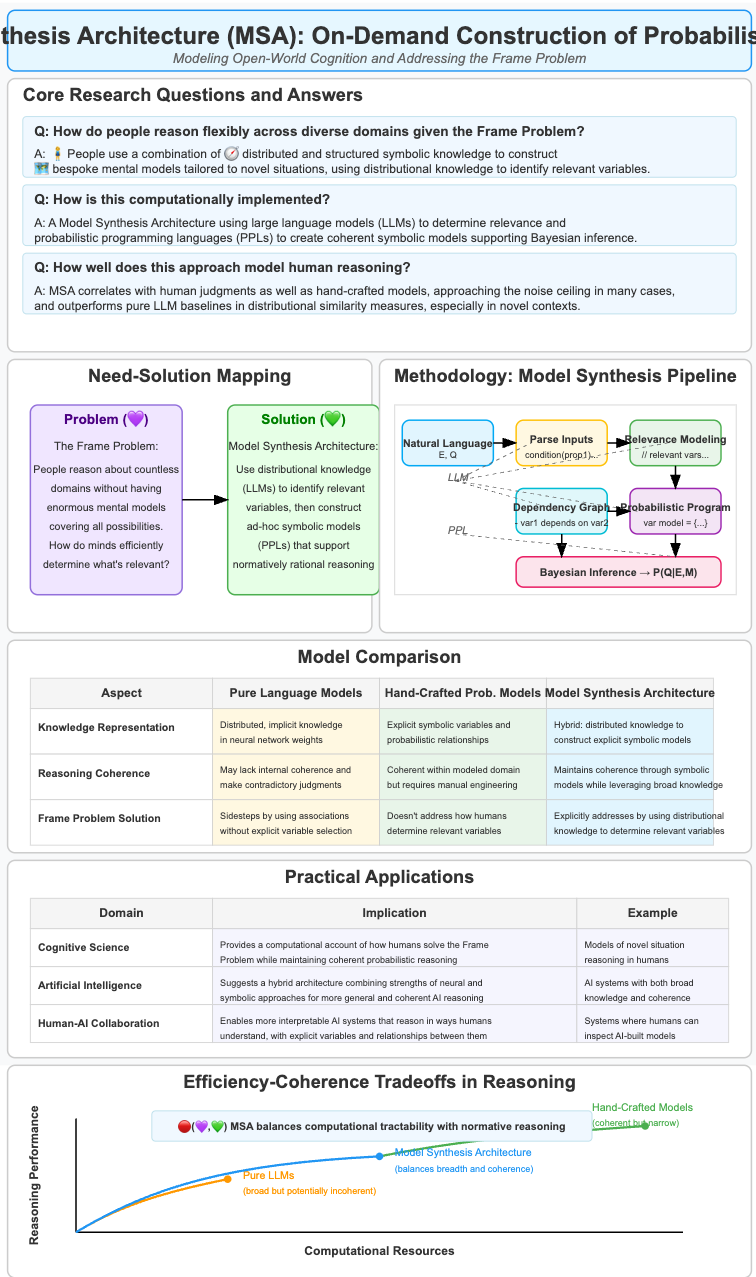 thesis Architecture (MSA): On-Demand Construction of Probabilis
Modeling Open-World Cognition and Addressing the Frame Problem
Core Research Questions and Answers
Q: How do people reason flexibly across diverse domains given the Frame Problem?
A: 🧍 People use a combination of 🧭 distributed and structured symbolic knowledge to construct
🗺️ bespoke mental models tailored to novel situations, using distributional knowledge to identify relevant variables.
Q: How is this computationally implemented?
A: A Model Synthesis Architecture using large language models (LLMs) to determine relevance and
probabilistic programming languages (PPLs) to create coherent symbolic models supporting Bayesian inference.
Q: How well does this approach model human reasoning?
A: MSA correlates with human judgments as well as hand-crafted models, approaching the noise ceiling in many cases,
and outperforms pure LLM baselines in distributional similarity measures, especially in novel contexts.
Need-Solution Mapping
Problem (💜)
The Frame Problem:
People reason about countless
domains without having
enormous mental models
covering all possibilities.
How do minds efficiently
determine what's relevant?
Solution (💚)
Model Synthesis Architecture:
Use distributional knowledge
(LLMs) to identify relevant
variables, then construct
ad-hoc symbolic models
(PPLs) that support
normatively rational reasoning
Methodology: Model Synthesis Pipeline
Natural Language
E, Q
Parse Inputs
condition(prop1)...
Relevance Modeling
// relevant vars...
LLM
Dependency Graph
- var1 depends on var2
Probabilistic Program
var model = {...}
PPL
Bayesian Inference → P(Q|E,M)
Model Comparison
Aspect
Pure Language Models
Hand-Crafted Prob. Models
Model Synthesis Architecture
Knowledge Representation
Distributed, implicit knowledge
in neural network weights
Explicit symbolic variables and
probabilistic relationships
Hybrid: distributed knowledge to
construct explicit symbolic models
Reasoning Coherence
May lack internal coherence and
make contradictory judgments
Coherent within modeled domain
but requires manual engineering
Maintains coherence through symbolic
models while leveraging broad knowledge
Frame Problem Solution
Sidesteps by using associations
without explicit variable selection
Doesn't address how humans
determine relevant variables
Explicitly addresses by using distributional
knowledge to determine relevant variables
Practical Applications
Domain
Implication
Example
Cognitive Science
Provides a computational account of how humans solve the Frame
Problem while maintaining coherent probabilistic reasoning
Models of novel situation
reasoning in humans
Artificial Intelligence
Suggests a hybrid architecture combining strengths of neural and
symbolic approaches for more general and coherent AI reasoning
AI systems with both broad
knowledge and coherence
Human-AI Collaboration
Enables more interpretable AI systems that reason in ways humans
understand, with explicit variables and relationships between them
Systems where humans can
inspect AI-built models
Efficiency-Coherence Tradeoffs in Reasoning
🔴(💜,💚) MSA balances computational tractability with normative reasoning
Hand-Crafted Models
(coherent but narrow)
Model Synthesis Architecture
(balances breadth and coherence)
Pure LLMs
(broad but potentially incoherent)
Reasoning Performance
Computational Resources